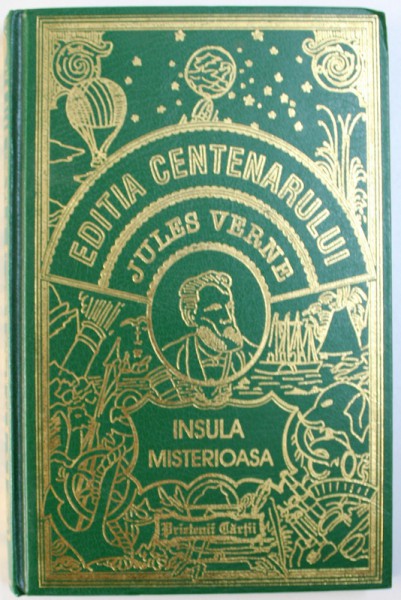 EDITIA CENTENARULUI
JULES VERNE
INSULA
MISTERIOASA
Prietenii Cărţii